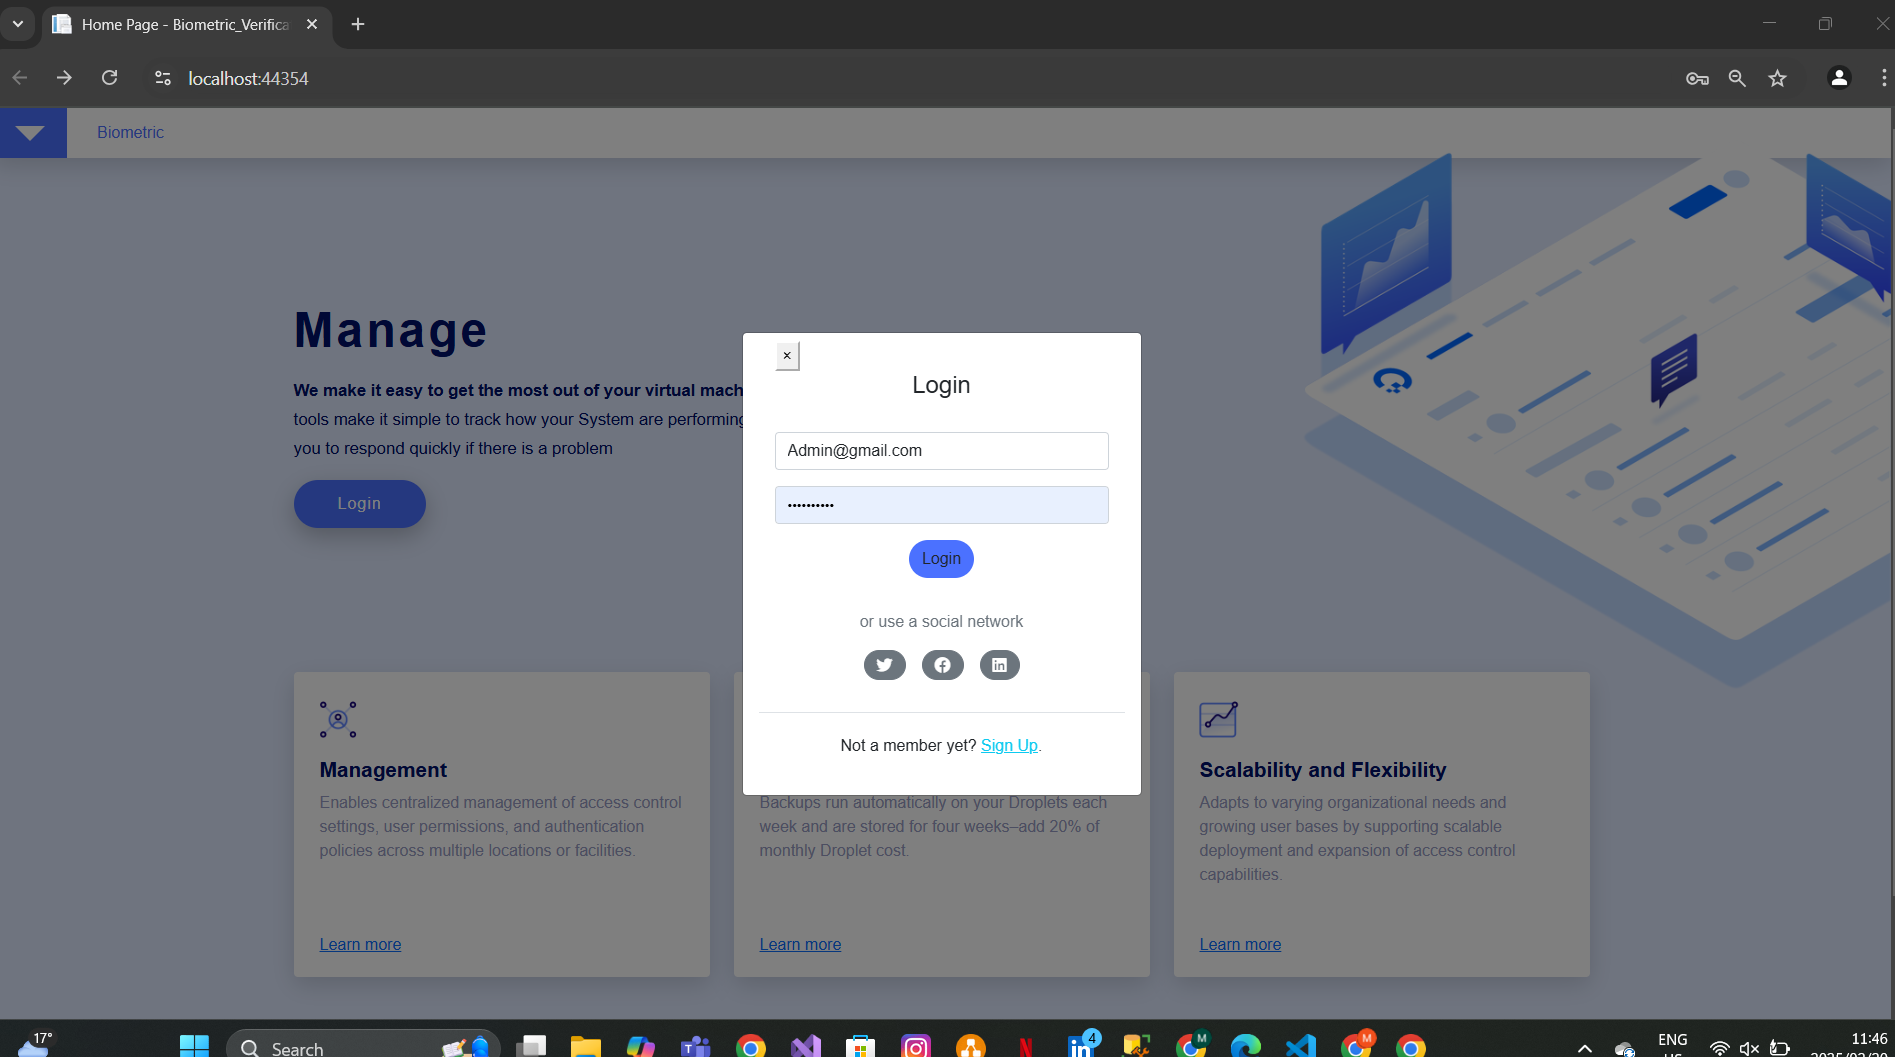 Home Page - Biometric_Verifica
localhost:44354
Biometric
Manage
We make it easy to get the most out of your virtual mach
tools make it simple to track how your System are performing
you to respond quickly if there is a problem
Login
×
Login
Admin@gmail.com
••••••••••
Login
or use a social network
Not a member yet? Sign Up.
Management
Enables centralized management of access control
settings, user permissions, and authentication
policies across multiple locations or facilities.
Learn more
Backups run automatically on your Droplets each
week and are stored for four weeks–add 20% of
monthly Droplet cost.
Learn more
Scalability and Flexibility
Adapts to varying organizational needs and
growing user bases by supporting scalable
deployment and expansion of access control
capabilities.
Learn more
17°
Search
4
M
M
ENG
11:46